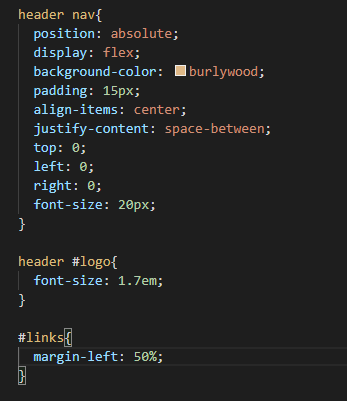 header nav{
position: absolute;
display: flex;
background-color: burlywood;
padding: 15px;
align-items: center;
justify-content: space-between;
top: 0;
left: 0;
right: 0;
font-size: 20px;
}
header #logo{
font-size: 1.7em;
}
#links{
margin-left: 50%;
}